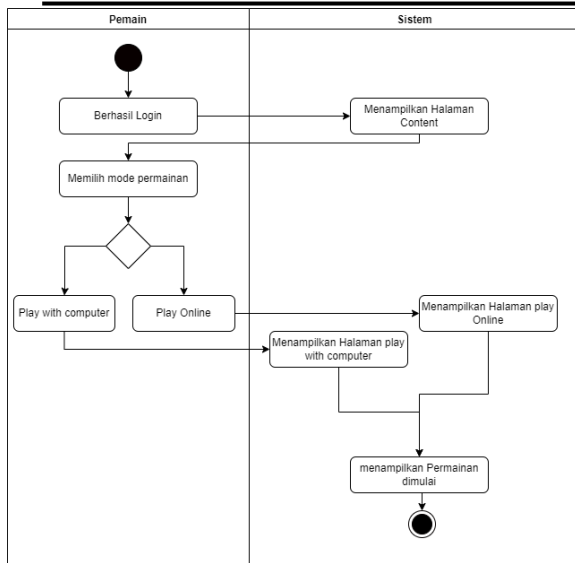 Pemain
Sistem
Berhasil Login
Menampilkan Halaman
Content
Memilih mode permainan
Play with computer
Play Online
Menampilkan Halaman play
Online
Menampilkan Halaman play
with computer
menampilkan Permainan
dimulai